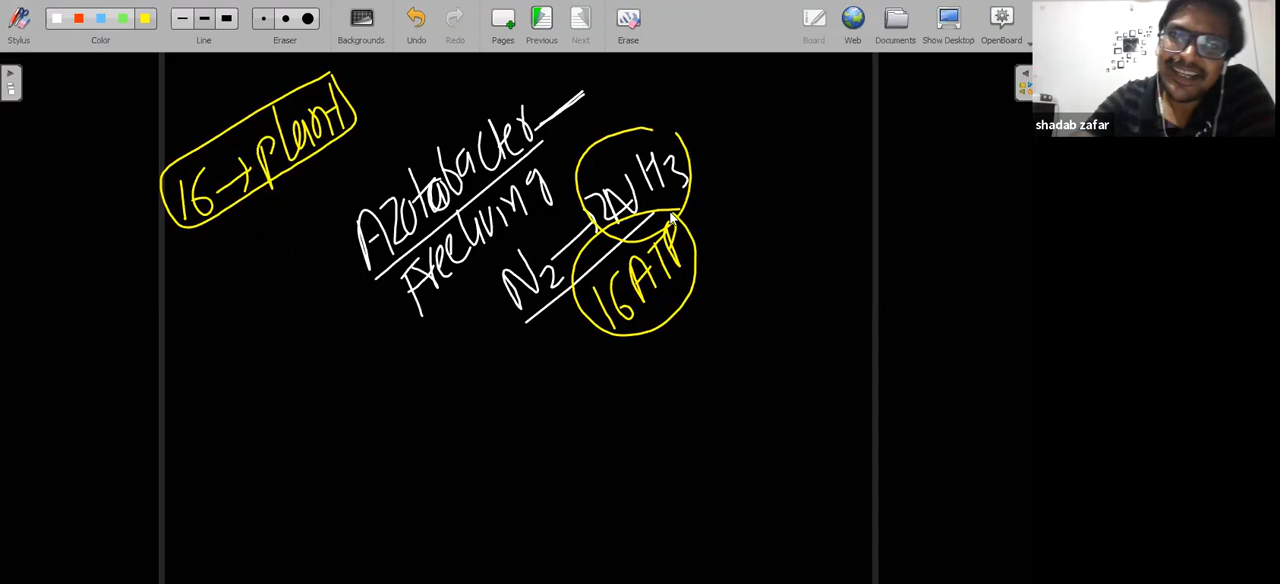 Stylus
Color
Line
Eraser
Backgrounds
Undo
Redo
Pages
Previous
Next
Erase
Board
Web
Documents
Show Desktop
OpenBoard
shadab zafar
16→plant
Azotobacter
Freeliving
N2 2NH3
16ATP